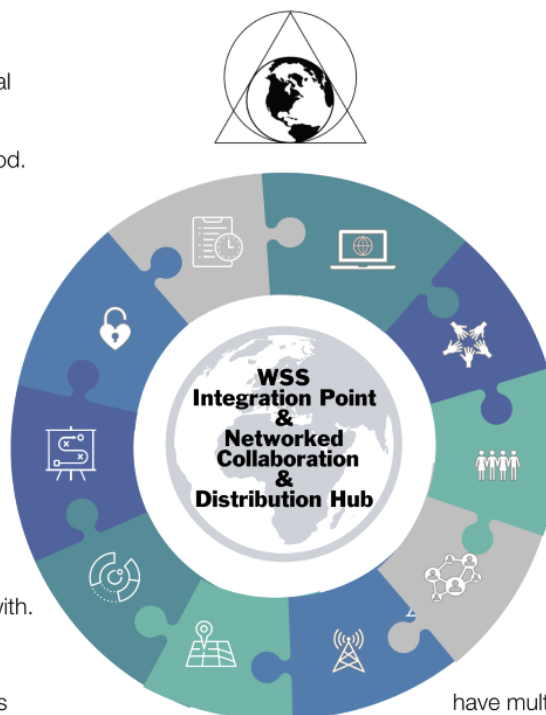 al
od.
WSS
Integration Point
&
Networked
Collaboration
&
Distribution Hub
with.
s
have mult